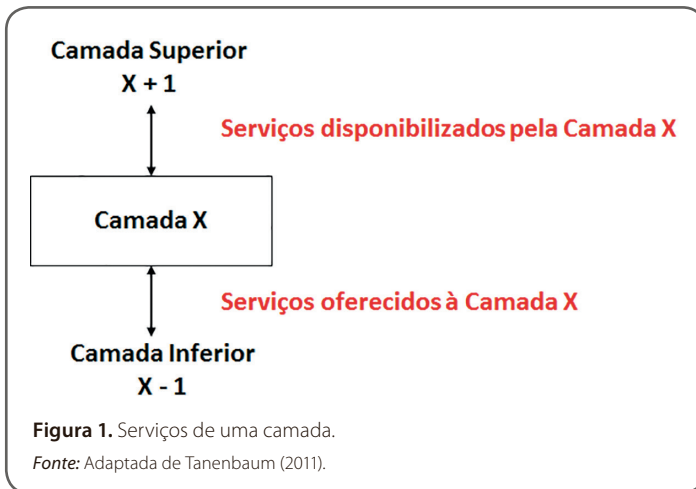 Camada Superior
X + 1
Serviços disponibilizados pela Camada X
Camada X
Serviços oferecidos à Camada X
Camada Inferior
X - 1
Figura 1. Serviços de uma camada.
Fonte: Adaptada de Tanenbaum (2011).